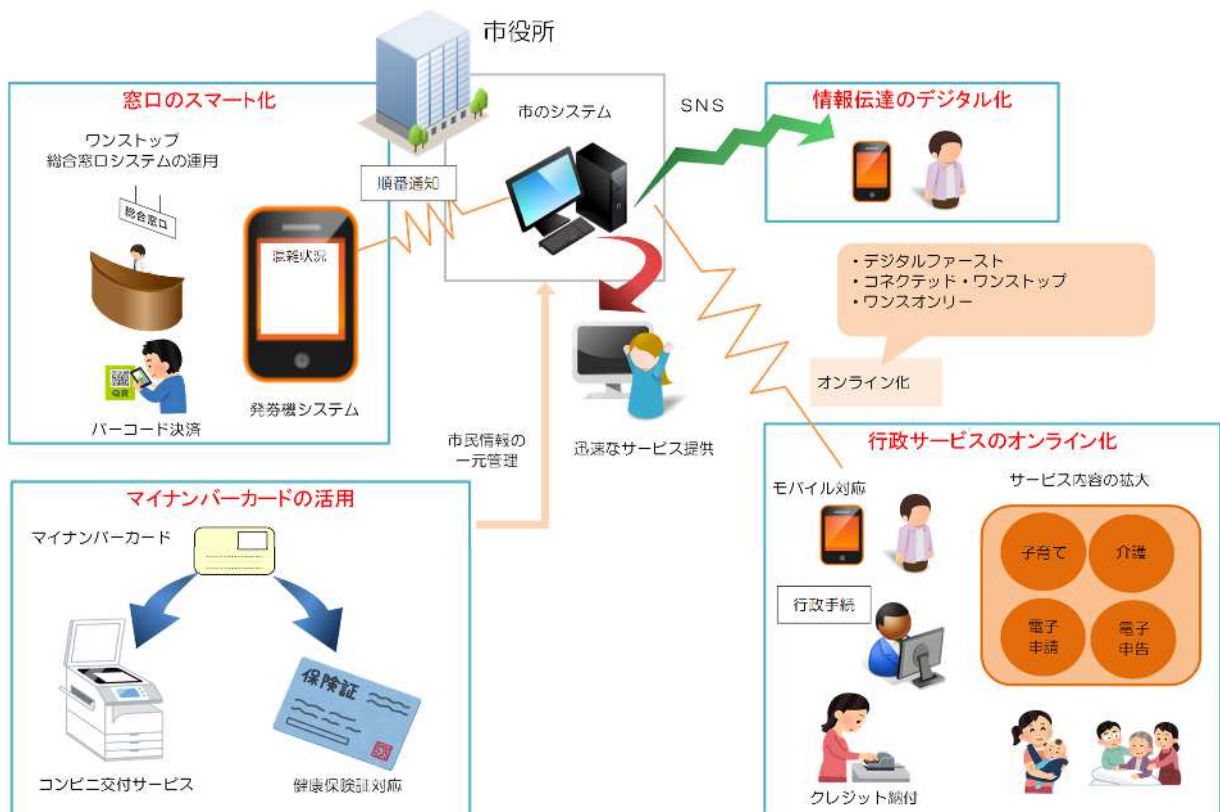 市役所
窓口のスマート化
ワンストップ
総合窓口システムの運用
総合窓口
順番通知
混雑状況
QR
バーコード決済
発券機システム
市のシステム
SNS
情報伝達のデジタル化
・デジタルファースト
・コネクテッド・ワンストップ
・ワンスオンリー
オンライン化
迅速なサービス提供
市民情報の
一元管理
マイナンバーカードの活用
マイナンバーカード
保険証
コンビニ交付サービス
健康保険証対応
行政サービスのオンライン化
モバイル対応
サービス内容の拡大
子育て
介護
行政手続
電子
申請
電子
申告
クレジット納付